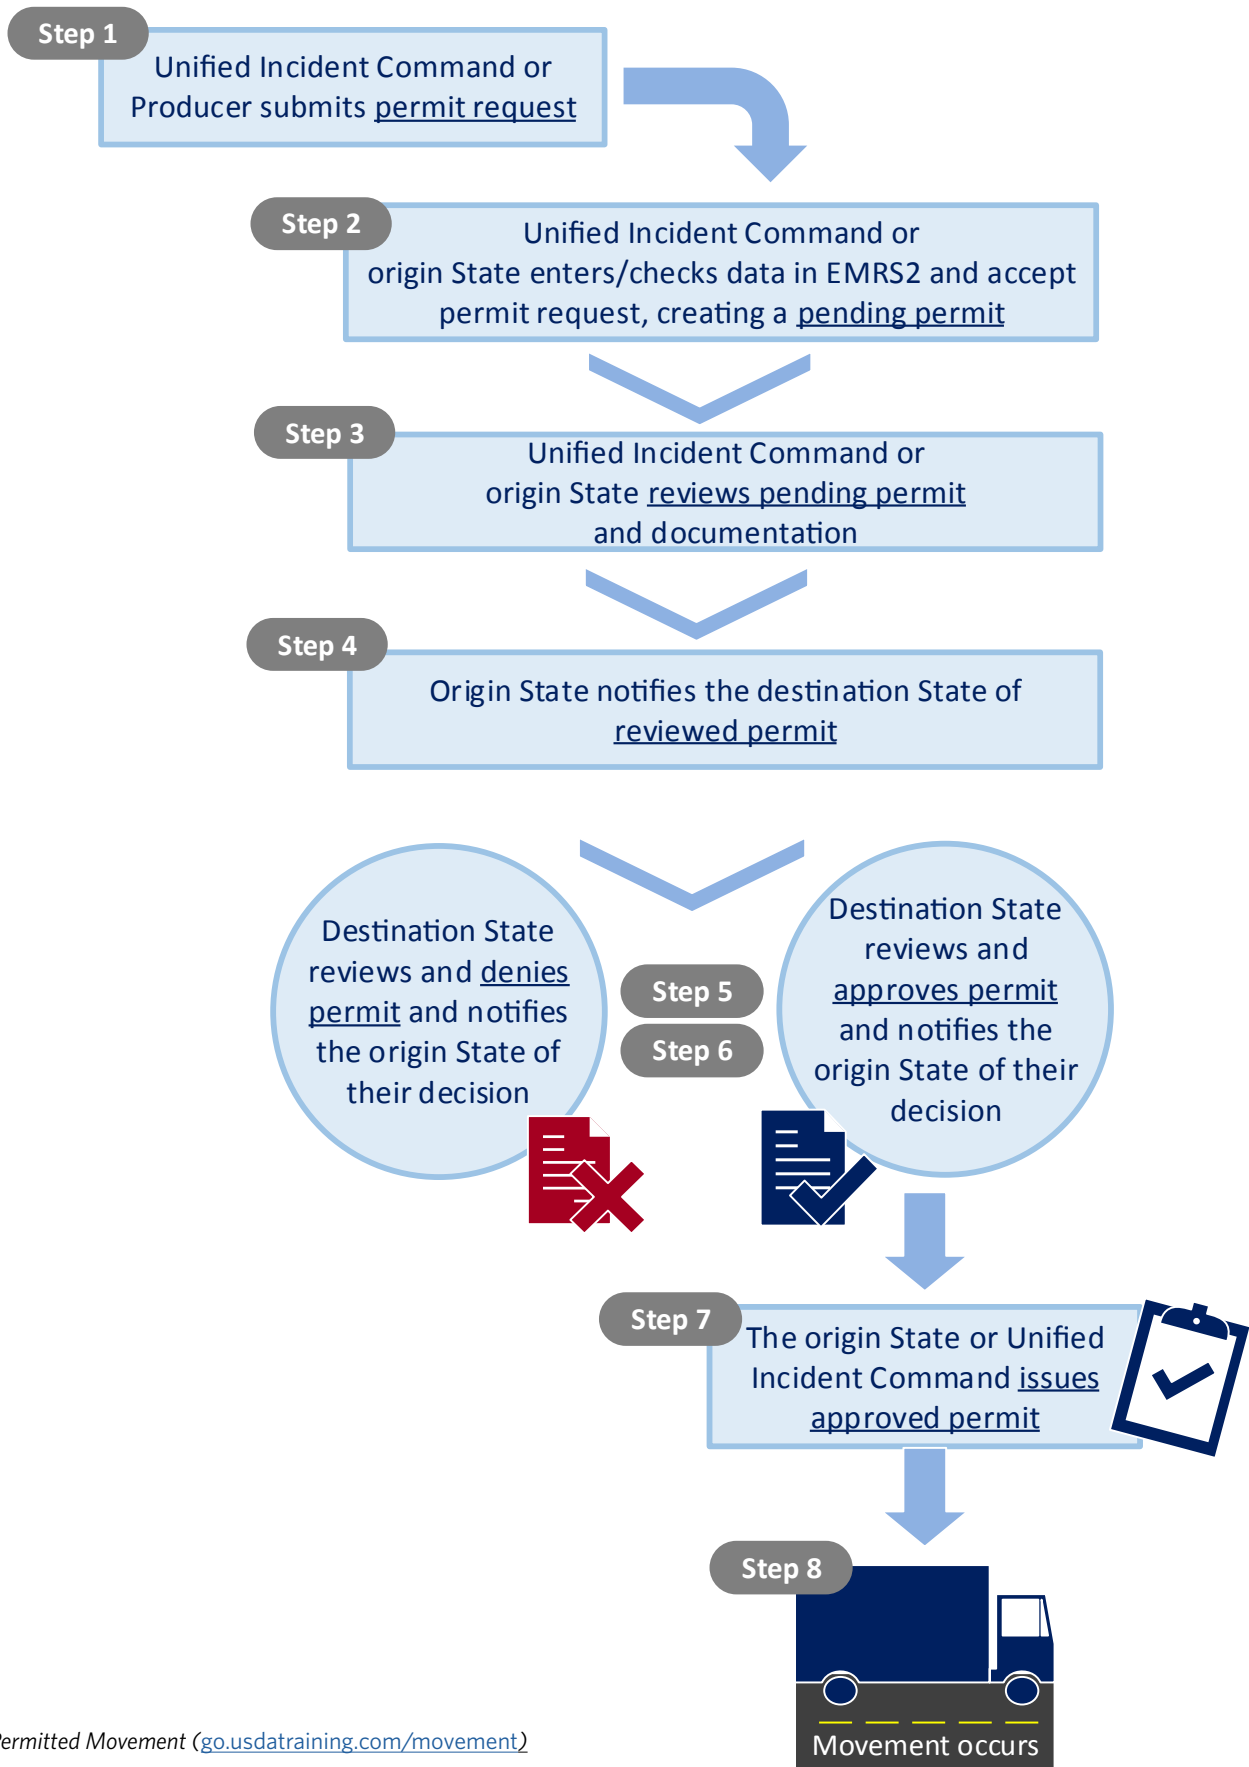 Step 1
Unified Incident Command or
Producer submits permit request
Step 2
Unified Incident Command or
origin State enters/checks data in EMRS2 and accept
permit request, creating a pending permit
Step 3
Unified Incident Command or
origin State reviews pending permit
and documentation
Step 4
Origin State notifies the destination State of
reviewed permit
Destination State
reviews and denies
permit and notifies
the origin State of
their decision
Step 5
Step 6
Destination State
reviews and
approves permit
and notifies the
origin State of their
decision
Step 7
The origin State or Unified
Incident Command issues
approved permit
Step 8
Movement occurs
Permitted Movement (go.usdatraining.com/movement)